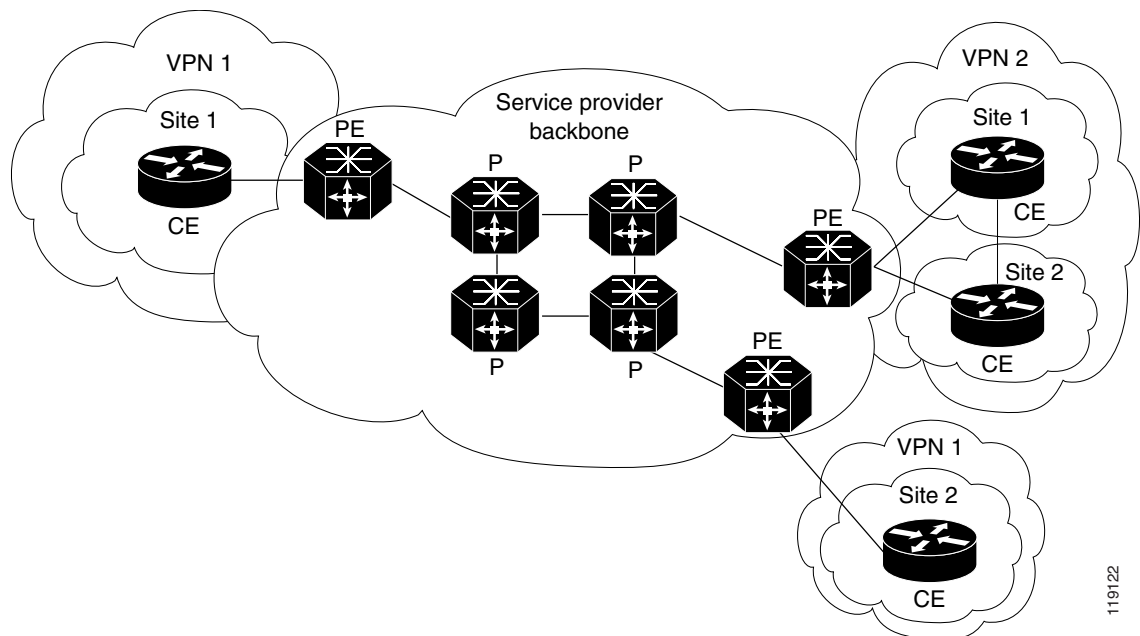 VPN 1
Site 1
CE
PE
Service provider
backbone
P
P
P
P
PE
PE
VPN 2
Site 1
CE
Site 2
CE
VPN 1
Site 2
CE
119122